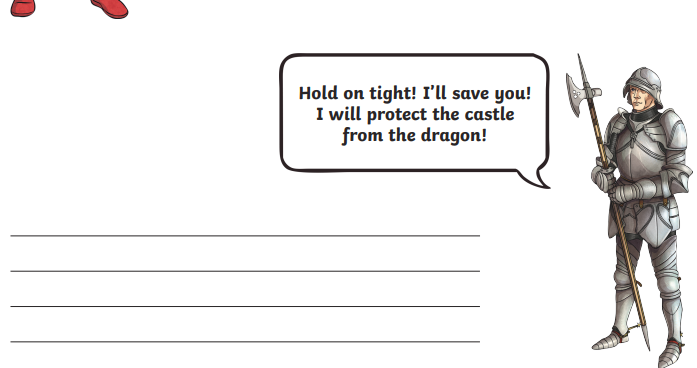 Hold on tight! I'll save you!
I will protect the castle
from the dragon!